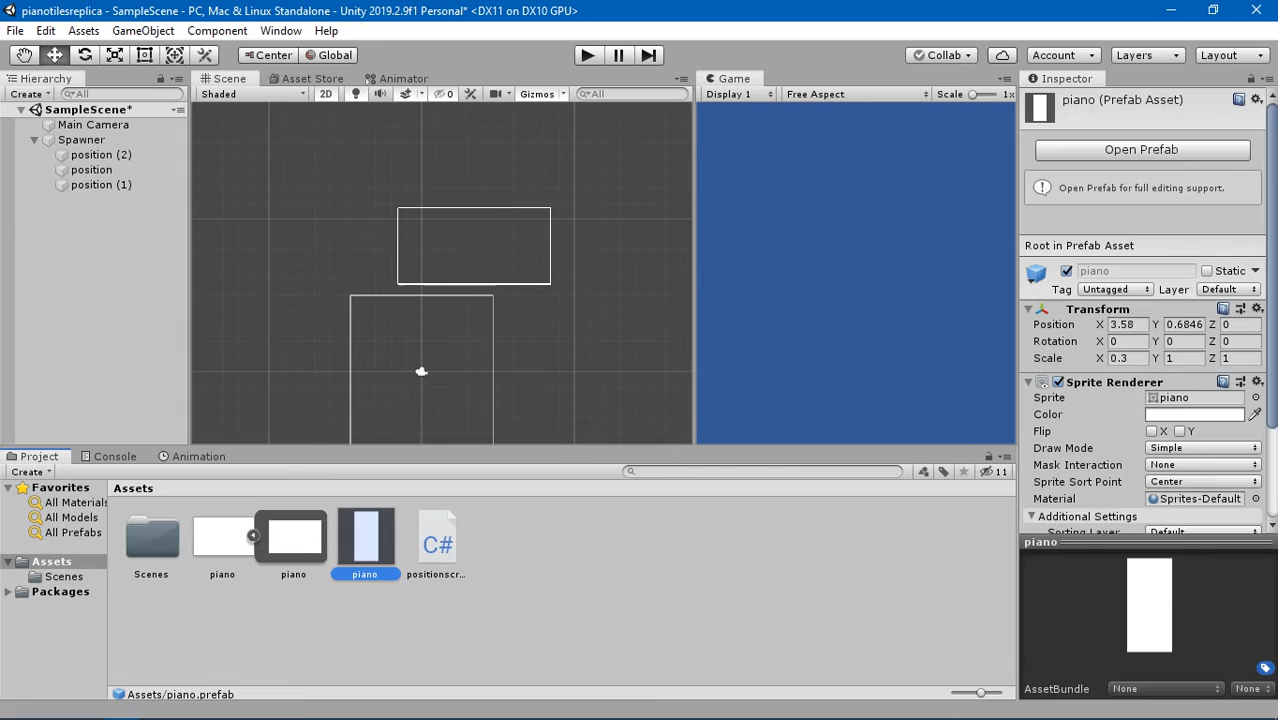 pianotilesreplica - SampleScene - PC, Mac & Linux Standalone - Unity 2019.2.9f1 Personal* <DX11 on DX10 GPU>
File Edit Assets GameObject Component Window Help
Center Global Collab Account Layers Layout
Hierarchy Scene Asset Store Animator Game Inspector
Create All Shaded 2D 0 Gizmos All Display 1 Free Aspect Scale 1x
piano (Prefab Asset)
SampleScene*
Main Camera
Spawner
position (2)
position
position (1)
Open Prefab
Open Prefab for full editing support.
Root in Prefab Asset
piano Static
Tag Untagged Layer Default
Transform
Position X 3.58 Y 0.6846 Z 0
Rotation X 0 Y 0 Z 0
Scale X 0.3 Y 1 Z 1
Sprite Renderer
Sprite piano
Color
Flip X Y
Draw Mode Simple
Mask Interaction None
Sprite Sort Point Center
Material Sprites-Default
Additional Settings
Sorting Layer Default
Project Console Animation
Create 11
Favorites
All Materials
All Models
All Prefabs
Assets
Scenes
Packages
Assets
Scenes piano piano piano positionscr...
C#
Assets/piano.prefab
piano
AssetBundle None None